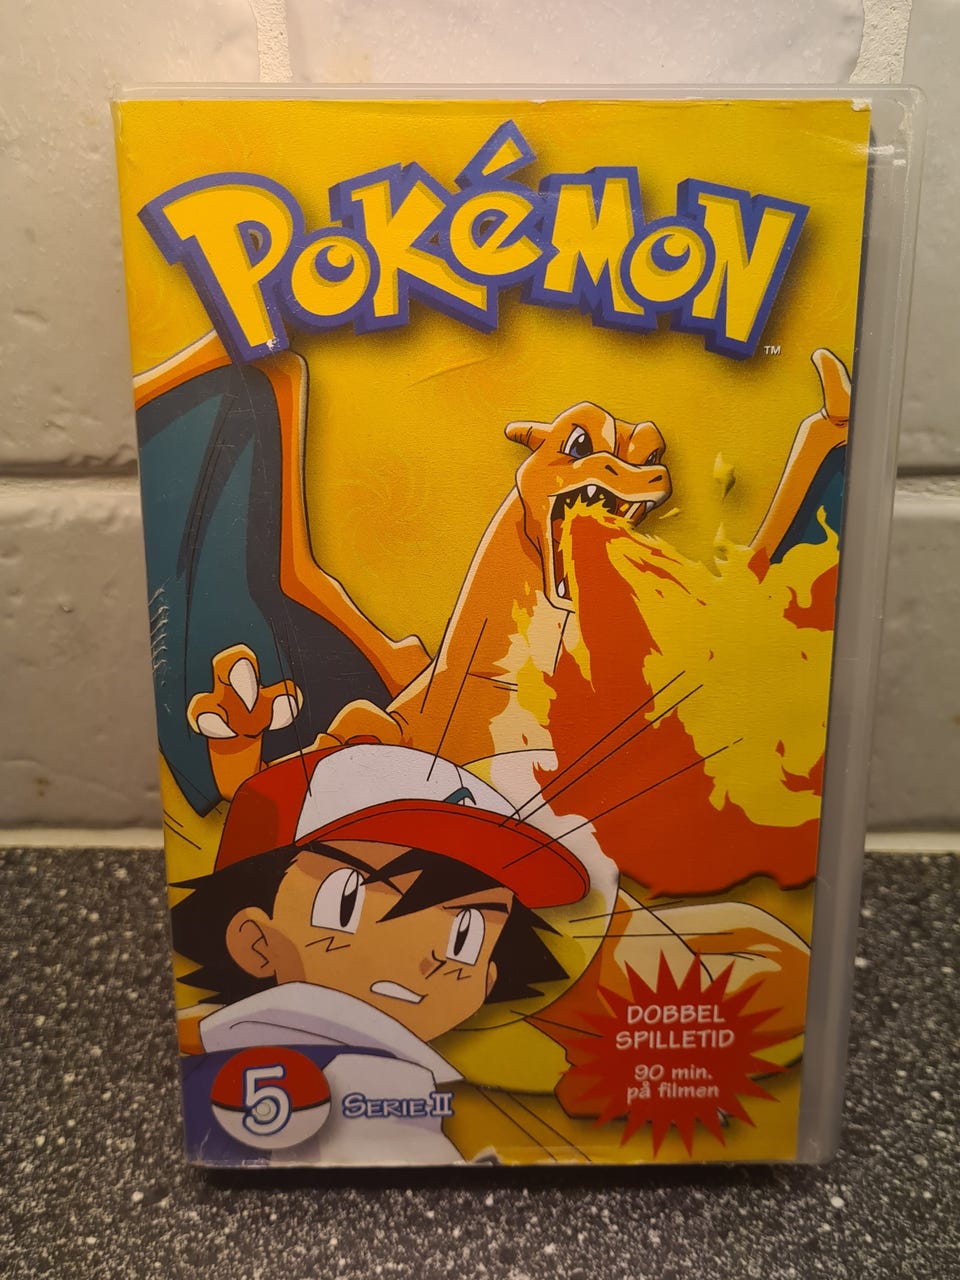 POKéMON
TM
DOBBEL
SPILLETID
90 min.
på filmen
5
SERIE II